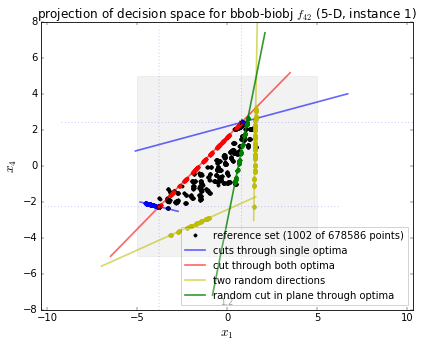 projection of decision space for bbob-biobj f42 (5-D, instance 1)
8
6
4
2
0
−2
−4
−6
−8
x4
reference set (1002 of 678586 points)
cuts through single optima
cut through both optima
two random directions
random cut in plane through optima
1,2
−10
−5
0
5
10
x1